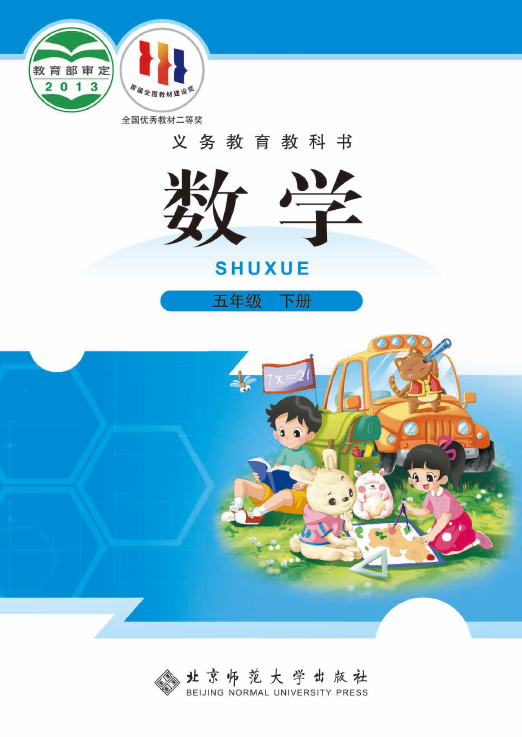 教育部审定
2013
首届全国教材建设奖
全国优秀教材二等奖
义务教育教科书
数学
SHUXUE
五年级 下册
7x=21
北京师范大学出版社
BEIJING NORMAL UNIVERSITY PRESS